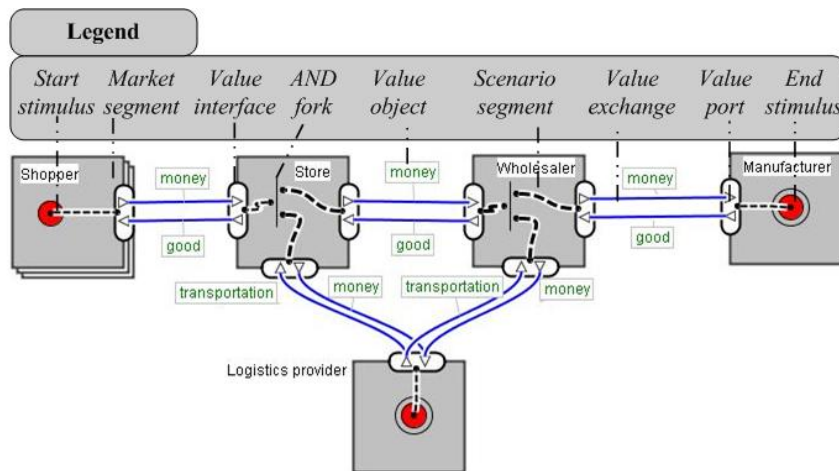 Legend
Start Market Value AND Value Scenario Value Value End
stimulus segment interface fork object segment exchange port stimulus
Shopper
Store
Wholesaler
Manufacturer
money
money
money
good
good
good
transportation
money
transportation
money
Logistics provider